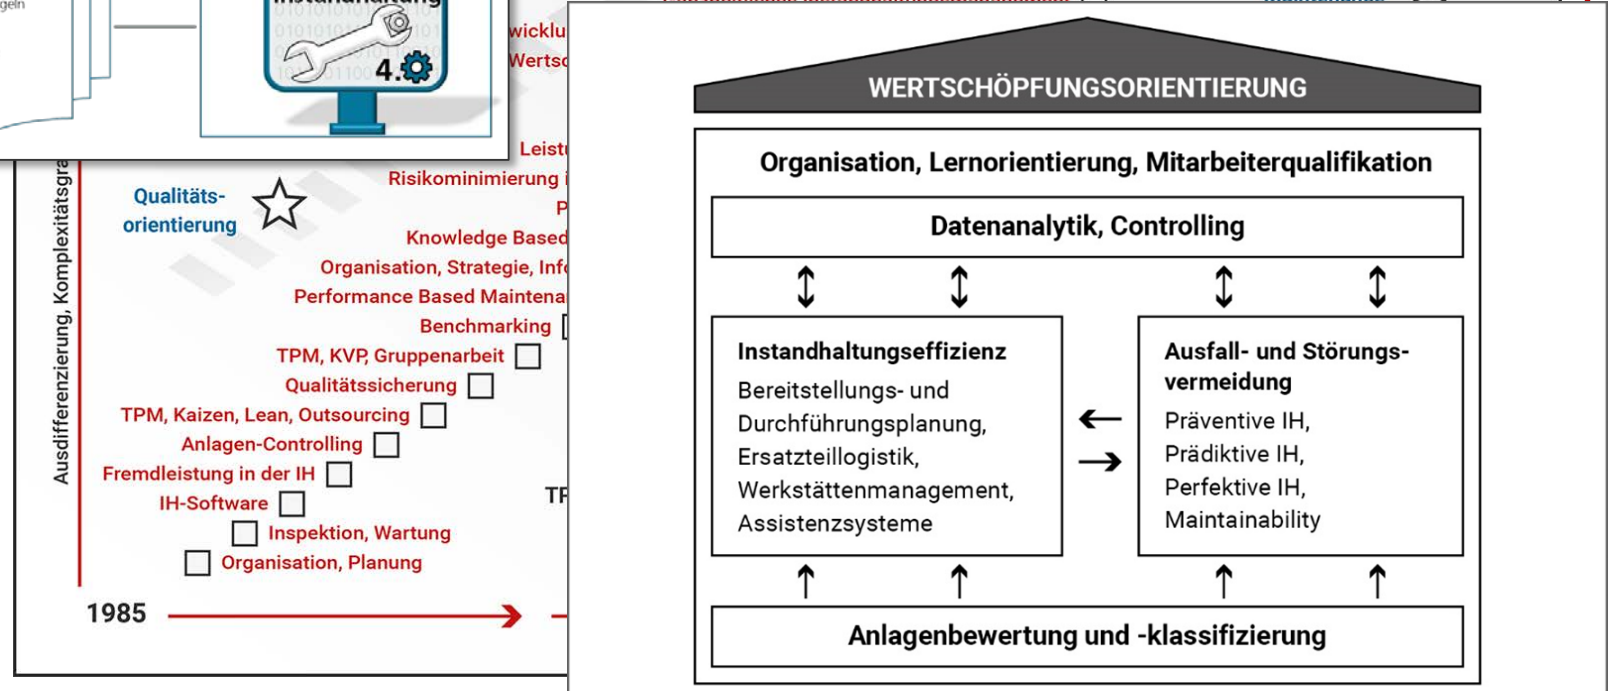 4.
Qualitäts-
orientierung
Risikominimierung
Knowledge Based
Organisation, Strategie,
Performance Based
Benchmarking
TPM, KVP, Gruppenarbeit
Qualitätssicherung
TPM, Kaizen, Lean, Outsourcing
Anlagen-Controlling
Fremdleistung in der IH
IH-Software
Inspektion, Wartung
Organisation, Planung
Ausdifferenzierung,
1985
WERTSCHÖPFUNGSORIENTIERUNG
Organisation, Lernorientierung, Mitarbeiterqualifikation
Datenanalytik, Controlling
Instandhaltungseffizienz
Bereitstellungs- und
Durchführungsplanung,
Ersatzteillogistik,
Werkstättenmanagement,
Assistenzsysteme
Ausfall- und Störungs-
vermeidung
Präventive IH,
Prädiktive IH,
Perfektive IH,
Maintainability
Anlagenbewertung und -klassifizierung